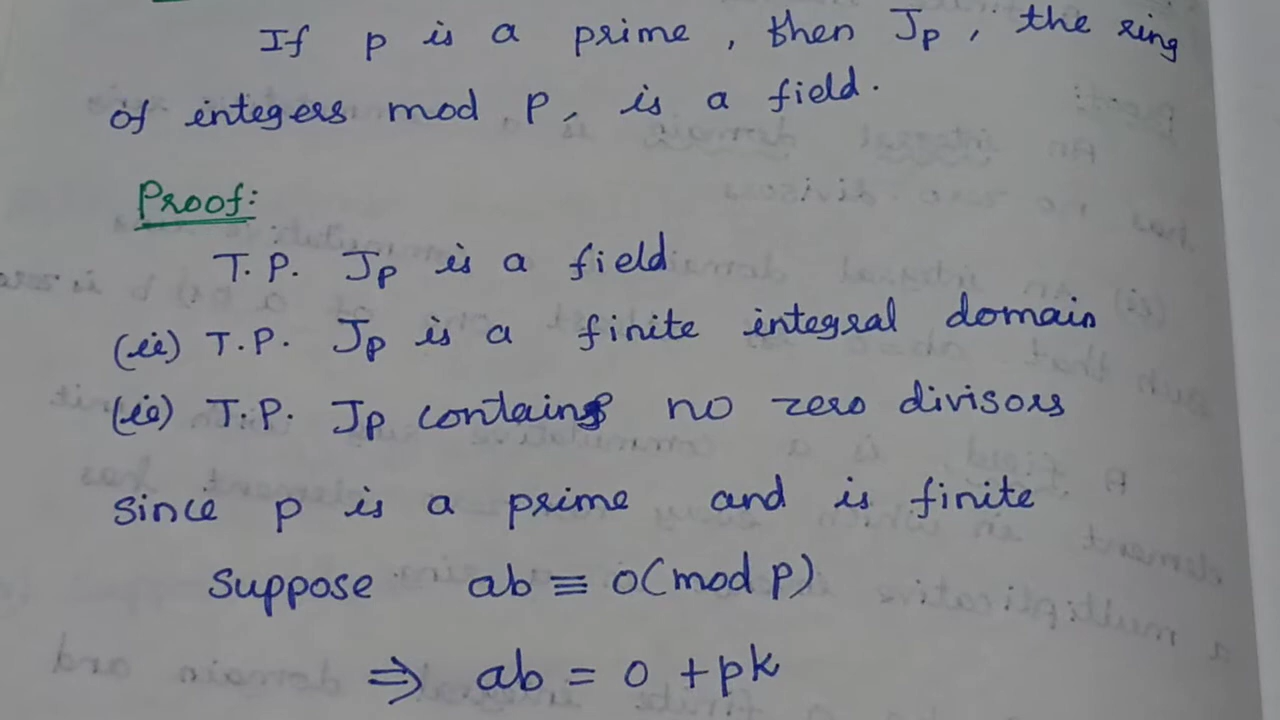 If p is a prime, then Jp, the ring
of integers mod p, is a field.
Proof:
T.P. Jp is a field
(ie) T.P. Jp is a finite integral domain
(ie) T.P. Jp contains no zero divisors
since p is a prime and is finite
Suppose ab ≡ 0(mod p)
⇒ ab = 0 + pk